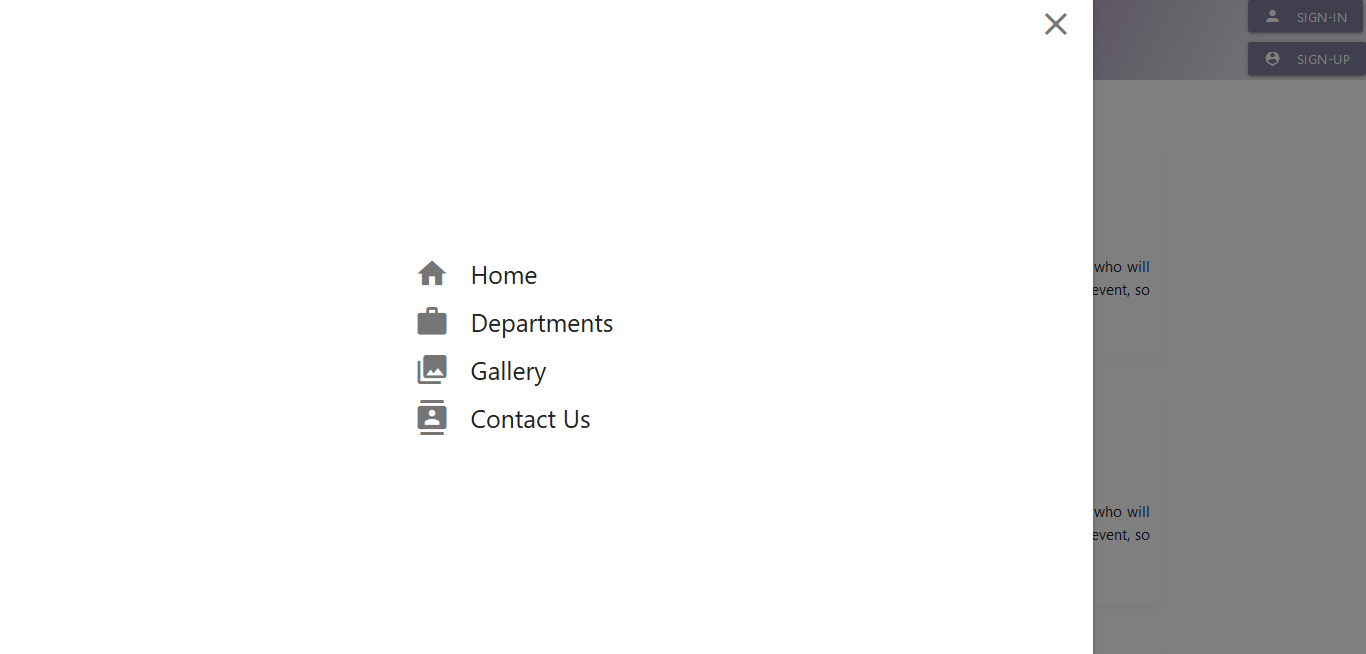 SIGN-IN
SIGN-UP
who will
event, so
Home
Departments
Gallery
Contact Us
who will
event, so